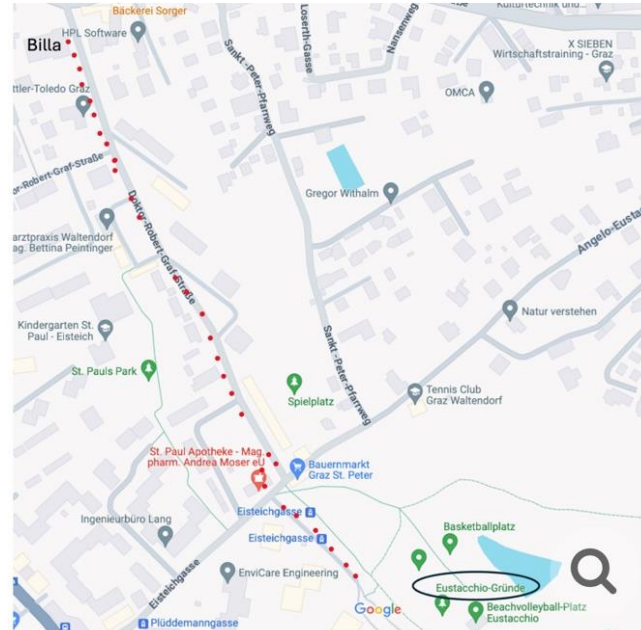 Bäckerei Sorger
HPL Software
Billa
ttler-Toledo Graz
or-Robert-Graf-Straße
Doktor-Robert-Graf-Straße
arztpraxis Waltendorf
ag. Bettina Peintinger
Kindergarten St.
Paul - Eisteich
St. Pauls Park
Sankt-Peter-Pfarrweg
Loserth-Gasse
Nansenweg
Kulturtechnik und
X SIEBEN
Wirtschaftstraining - Graz
OMCA
Gregor Withalm
Angelo-Eusta
Natur verstehen
Sankt-Peter-Pfarrweg
Spielplatz
Tennis Club
Graz Waltendorf
St. Paul Apotheke - Mag.
pharm. Andrea Moser eU
Bauernmarkt
Graz St. Peter
Eisteichgasse
Eisteichgasse
Ingenieurbüro Lang
Eisteichgasse
EnviCare Engineering
Plüddemanngasse
Google
Basketballplatz
Eustacchio-Gründe
Beachvolleyball-Platz
Eustacchio